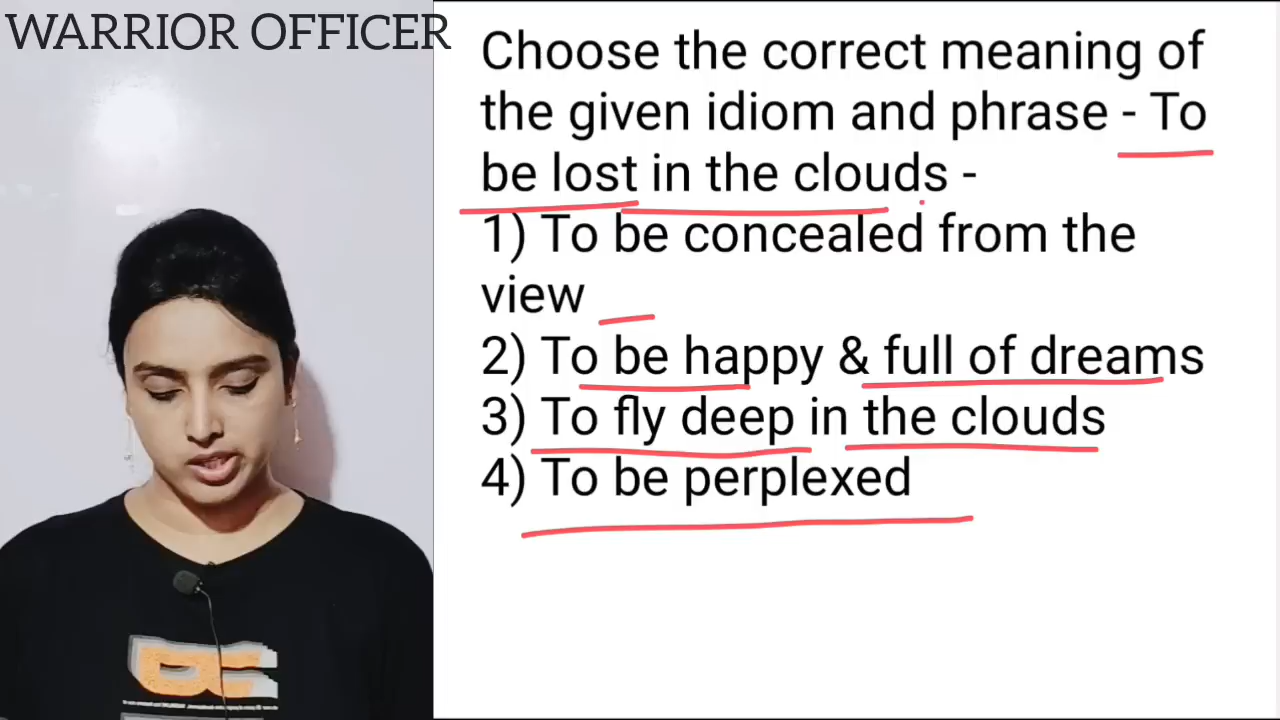 WARRIOR OFFICER
Choose the correct meaning of
the given idiom and phrase - To
be lost in the clouds -
1) To be concealed from the
view
2) To be happy & full of dreams
3) To fly deep in the clouds
4) To be perplexed